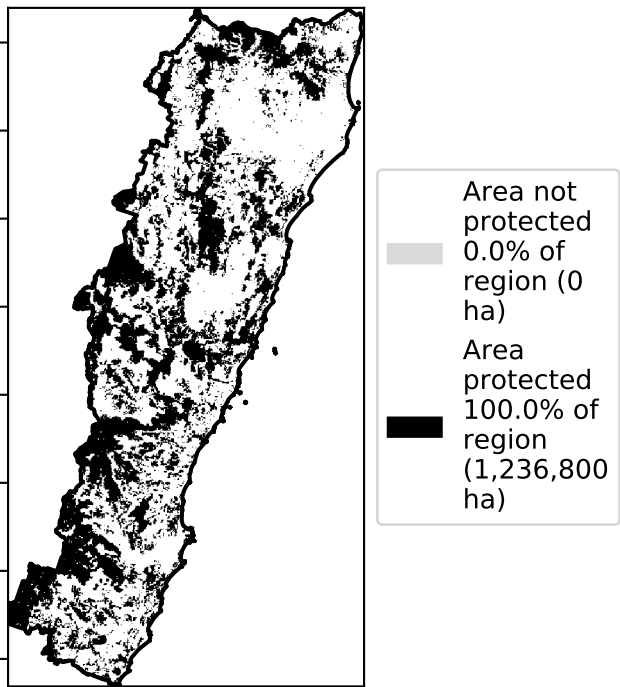 Area not
protected
0.0% of
region (0
ha)
Area
protected
100.0% of
region
(1,236,800
ha)